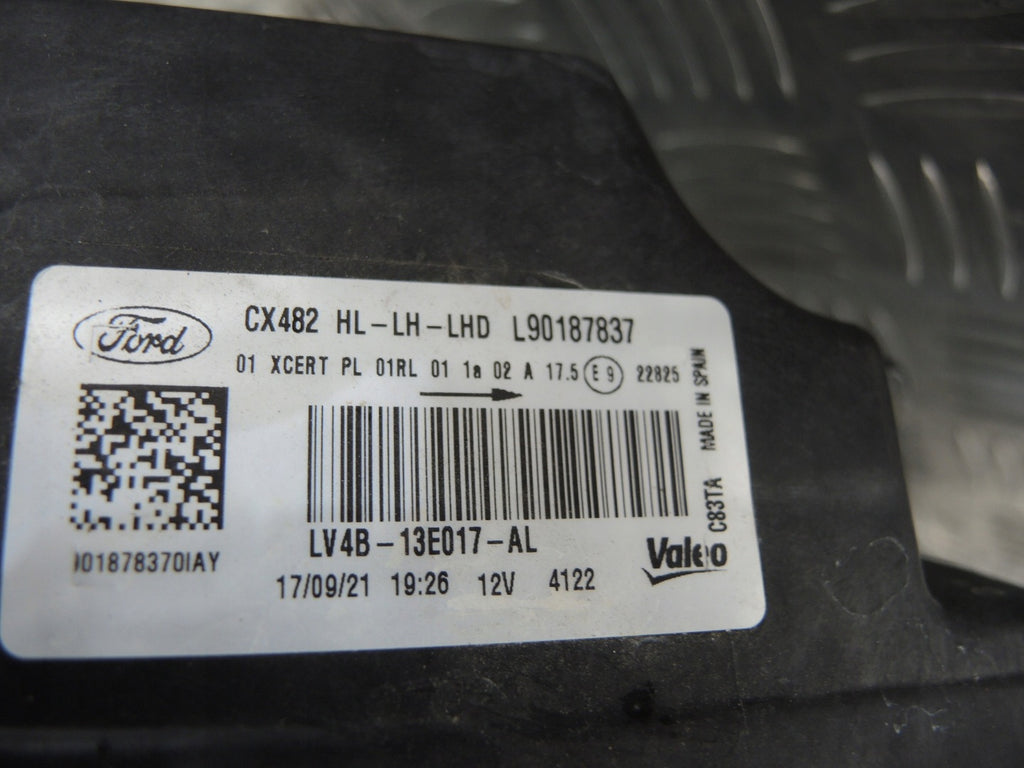 Ford
CX482 HL-LH-LHD L90187837
01 XCERT PL 01RL 01 1a 02 A 17.5 E9 22825
MADE IN SPAIN
C83TA
LV4B-13E017-AL
Valeo
17/09/21 19:26 12V 4122